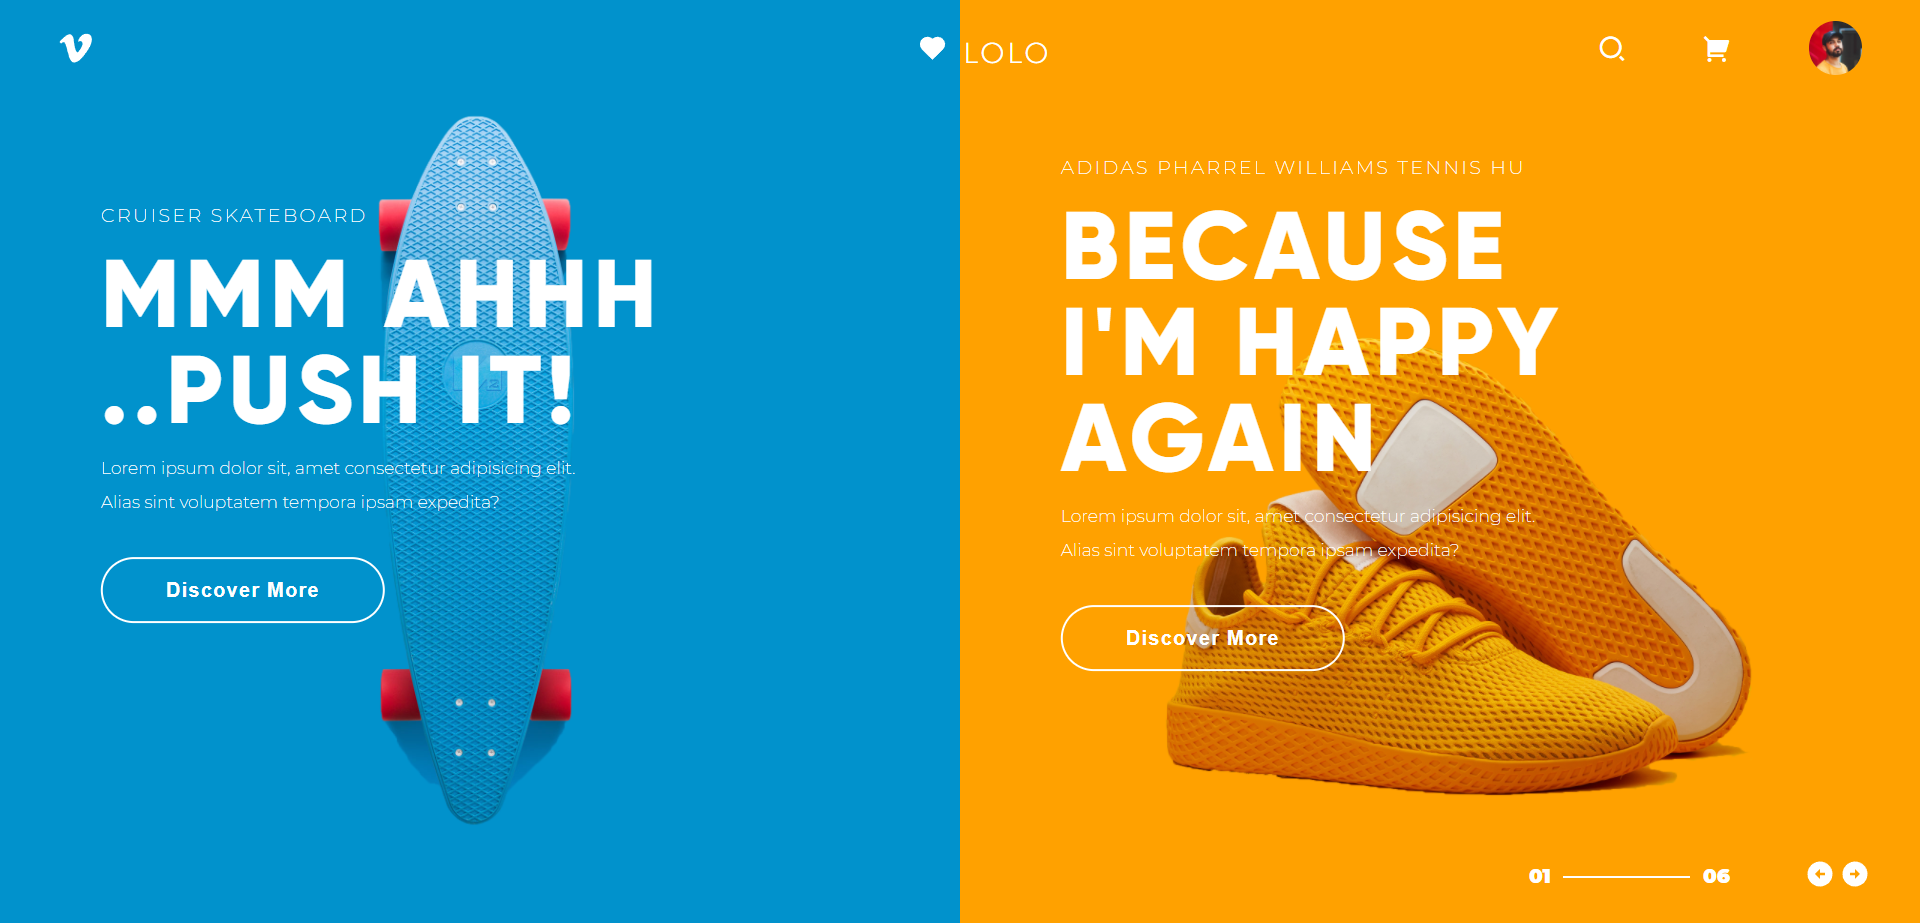 LOLO
CRUISER SKATEBOARD
MMM AHHH
..PUSH IT!
Lorem ipsum dolor sit, amet consectetur adipisicing elit.
Alias sint voluptatem tempora ipsam expedita?
Discover More
ADIDAS PHARREL WILLIAMS TENNIS HU
BECAUSE
I'M HAPPY
AGAIN
Lorem ipsum dolor sit, amet consectetur adipisicing elit.
Alias sint voluptatem tempora ipsam expedita?
Discover More
01
06